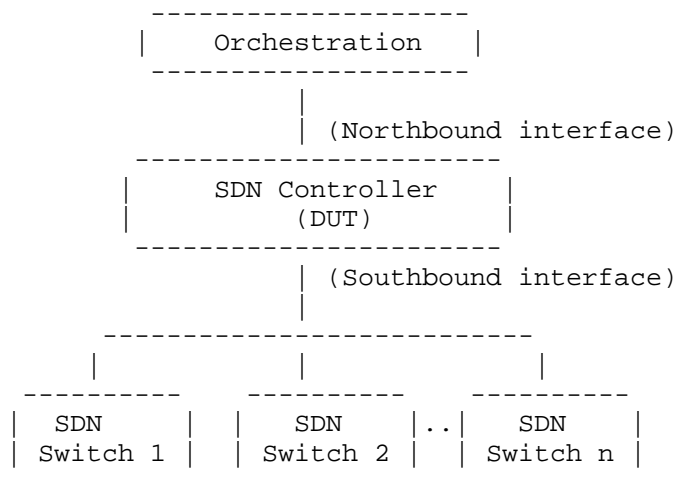 Orchestration
(Northbound interface)
SDN Controller
(DUT)
(Southbound interface)
SDN SDN .. SDN
Switch 1 Switch 2 Switch n